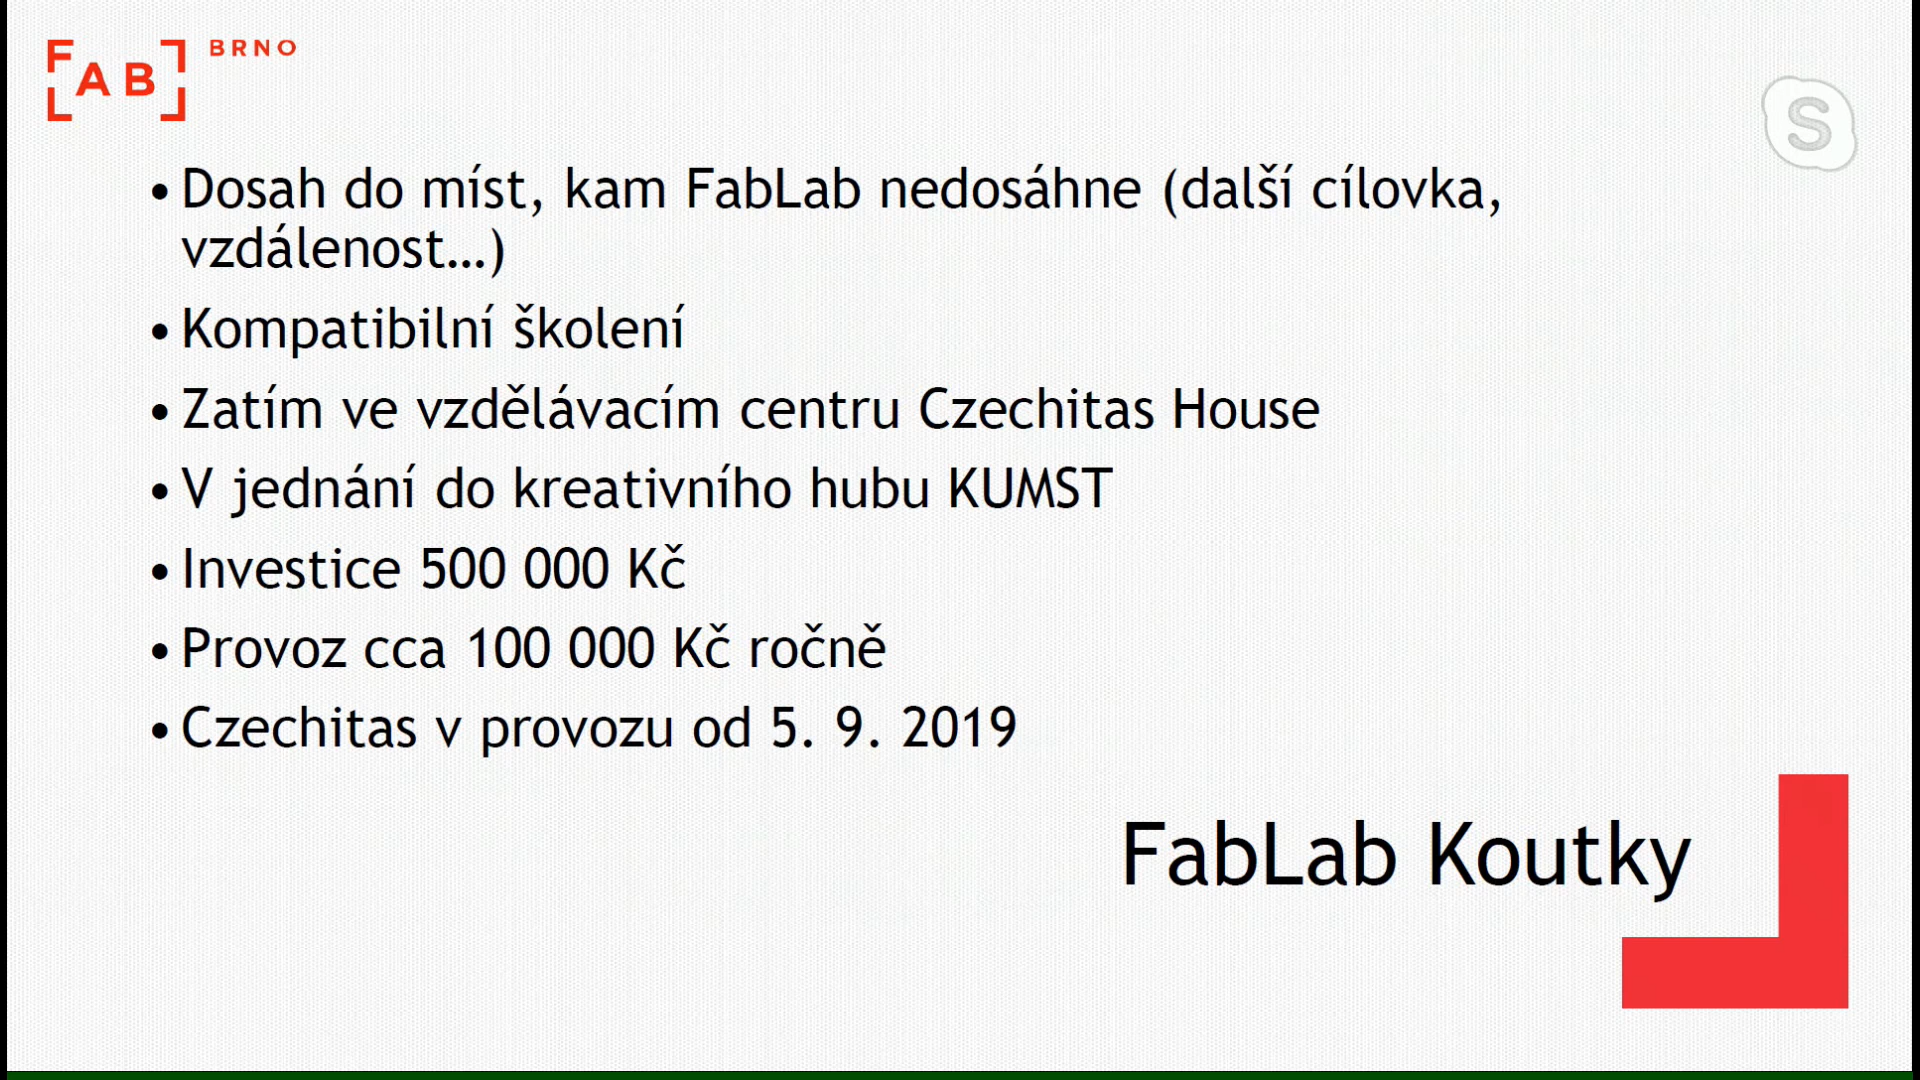 FAB BRNO
S
• Dosah do míst, kam FabLab nedosáhne (další cílovka,
vzdálenost…)
• Kompatibilní školení
• Zatím ve vzdělávacím centru Czechitas House
• V jednání do kreativního hubu KUMST
• Investice 500 000 Kč
• Provoz cca 100 000 Kč ročně
• Czechitas v provozu od 5. 9. 2019
FabLab Koutky